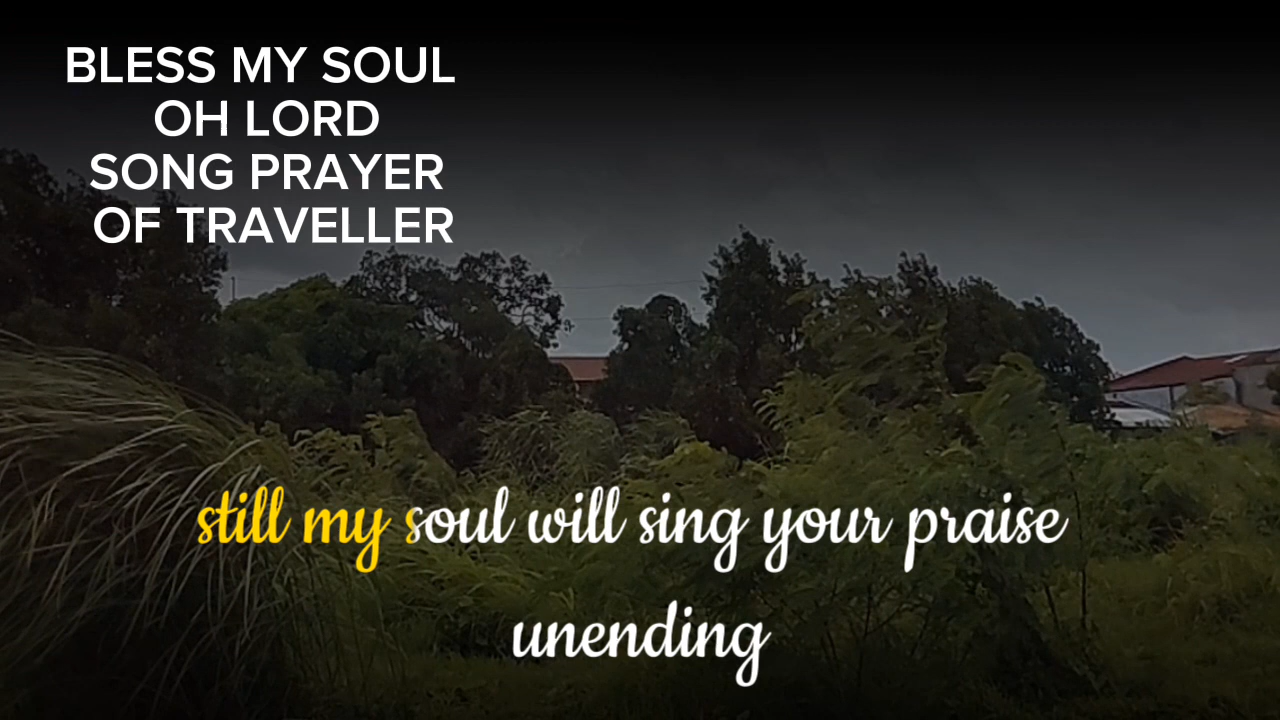 BLESS MY SOUL
OH LORD
SONG PRAYER
OF TRAVELLER
still my soul will sing your praise
unending